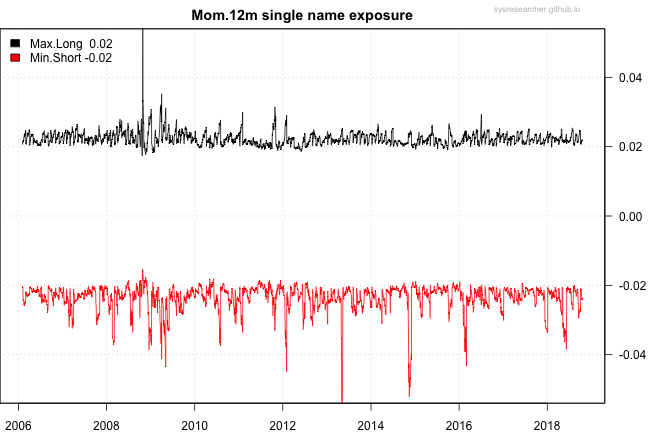 Mom.12m single name exposure
sysresearcher.github.io
Max.Long 0.02
Min.Short -0.02
0.04
0.02
0.00
-0.02
-0.04
2006 2008 2010 2012 2014 2016 2018